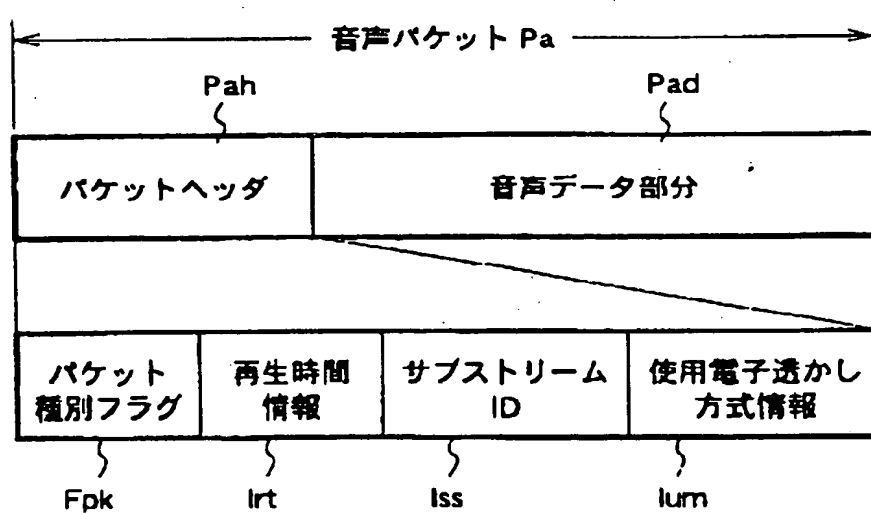 音声パケット Pa
Pah
Pad
パケットヘッダ
音声データ部分
パケット
種別フラグ
再生時間
情報
サブストリーム
ID
使用電子透かし
方式情報
Fpk
Irt
Iss
Ium